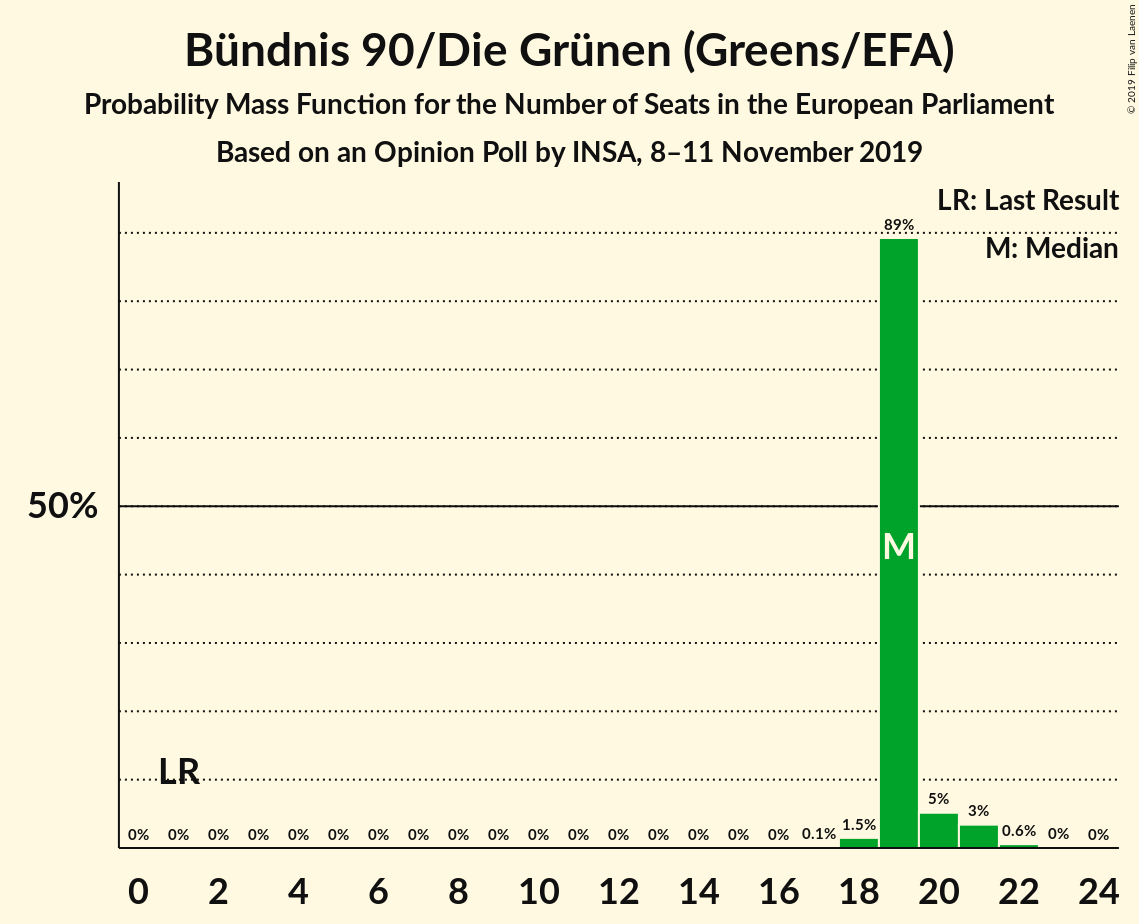 Bündnis 90/Die Grünen (Greens/EFA)
Probability Mass Function for the Number of Seats in the European Parliament
Based on an Opinion Poll by INSA, 8–11 November 2019
© 2019 Filip van Laenen
LR: Last Result
M: Median
89%
50%
M
LR
0% 0% 0% 0% 0% 0% 0% 0% 0% 0% 0% 0% 0% 0% 0% 0% 0% 0.1% 1.5% 5% 3% 0.6% 0% 0%
0 2 4 6 8 10 12 14 16 18 20 22 24